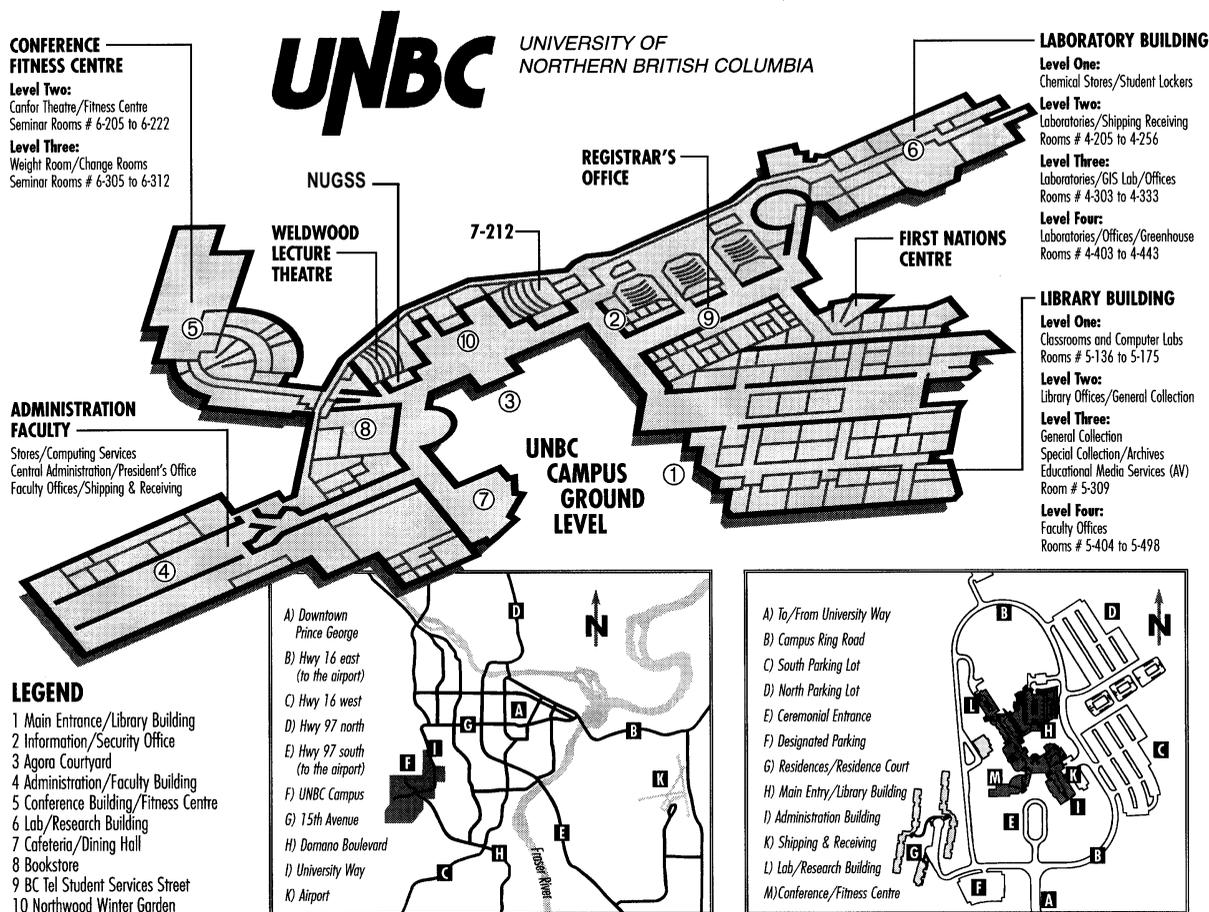 UNBC
UNIVERSITY OF
NORTHERN BRITISH COLUMBIA
CONFERENCE
FITNESS CENTRE
Level Two:
Canfor Theatre/Fitness Centre
Seminar Rooms # 6-205 to 6-222
Level Three:
Weight Room/Change Rooms
Seminar Rooms # 6-305 to 6-312
NUGSS
WELDWOOD
LECTURE
THEATRE
7-212
REGISTRAR'S
OFFICE
FIRST NATIONS
CENTRE
LABORATORY BUILDING
Level One:
Chemical Stores/Student Lockers
Level Two:
Laboratories/Shipping Receiving
Rooms # 4-205 to 4-256
Level Three:
Laboratories/GIS Lab/Offices
Rooms # 4-303 to 4-333
Level Four:
Laboratories/Offices/Greenhouse
Rooms # 4-403 to 4-443
LIBRARY BUILDING
Level One:
Classrooms and Computer Labs
Rooms # 5-136 to 5-175
Level Two:
Library Offices/General Collection
Level Three:
General Collection
Special Collection/Archives
Educational Media Services (AV)
Room # 5-309
Level Four:
Faculty Offices
Rooms # 5-404 to 5-498
ADMINISTRATION
FACULTY
Stores/Computing Services
Central Administration/President's Office
Faculty Offices/Shipping & Receiving
6
5
2
9
10
3
8
1
7
4
UNBC
CAMPUS
GROUND
LEVEL
LEGEND
1 Main Entrance/Library Building
2 Information/Security Office
3 Agora Courtyard
4 Administration/Faculty Building
5 Conference Building/Fitness Centre
6 Lab/Research Building
7 Cafeteria/Dining Hall
8 Bookstore
9 BC Tel Student Services Street
10 Northwood Winter Garden
A) Downtown
Prince George
B) Hwy 16 east
(to the airport)
C) Hwy 16 west
D) Hwy 97 north
E) Hwy 97 south
(to the airport)
F) UNBC Campus
G) 15th Avenue
H) Domano Boulevard
I) University Way
K) Airport
D
N
A
G
B
I
F
K
E
H
C
Fraser River
A) To/From University Way
B) Campus Ring Road
C) South Parking Lot
D) North Parking Lot
E) Ceremonial Entrance
F) Designated Parking
G) Residences/Residence Court
H) Main Entry/Library Building
I) Administration Building
K) Shipping & Receiving
L) Lab/Research Building
M)Conference/Fitness Centre
B
D
N
L
H
C
M
K
I
E
G
B
F
A